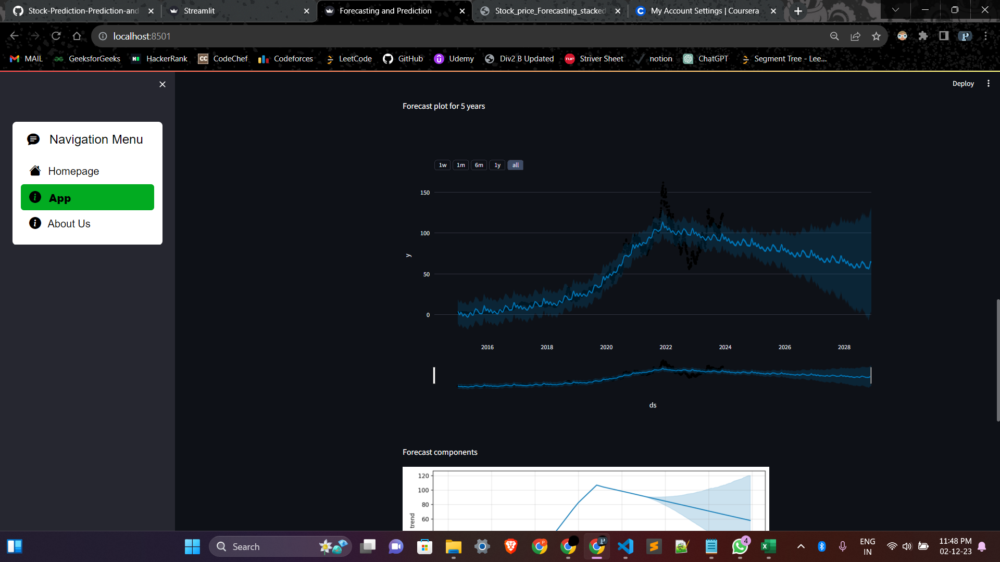 Stock-Prediction-Prediction-and
Streamlit
Forecasting and Prediction
Stock_price_Forecasting_stacked
My Account Settings | Coursera
localhost:8501
MAIL
GeeksforGeeks
HackerRank
CodeChef
Codeforces
LeetCode
GitHub
Udemy
Div2 B Updated
Striver Sheet
notion
ChatGPT
Segment Tree - Lee...
Deploy
Navigation Menu
Homepage
App
About Us
Forecast plot for 5 years
1w 1m 6m 1y all
150
100
50
0
y
2016 2018 2020 2022 2024 2026 2028
ds
Forecast components
120
100
80
60
trend
Search
4
ENG
IN
11:48 PM
02-12-23